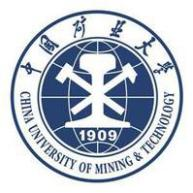 中国矿业大学
1909
CHINA UNIVERSITY OF MINING & TECHNOLOGY